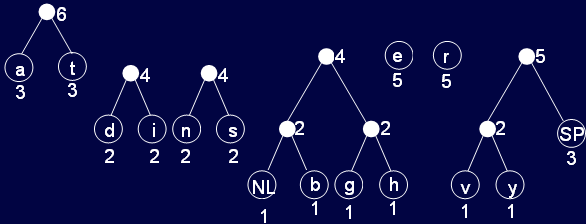 6
a t
3 3
4 4
d i n s
2 2 2 2
4
2 2
NL b g h
1 1 1 1
e r
5 5
5
2 SP
3
v y
1 1